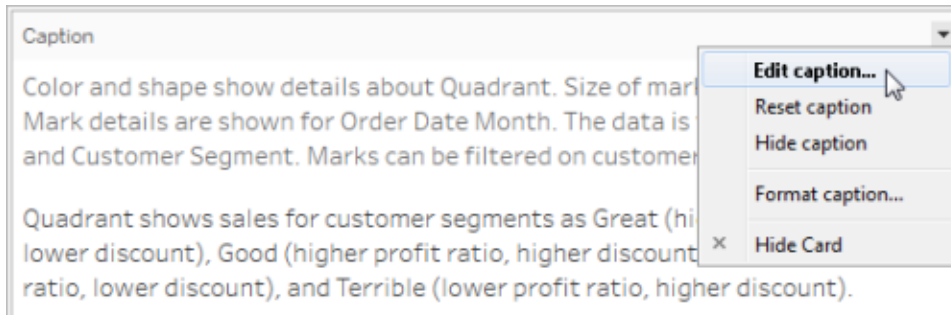 Caption
Color and shape show details about Quadrant. Size of mar
Mark details are shown for Order Date Month. The data is
and Customer Segment. Marks can be filtered on customer
Quadrant shows sales for customer segments as Great (hi
lower discount), Good (higher profit ratio, higher discount
ratio, lower discount), and Terrible (lower profit ratio, higher discount).
Edit caption...
Reset caption
Hide caption
Format caption...
Hide Card